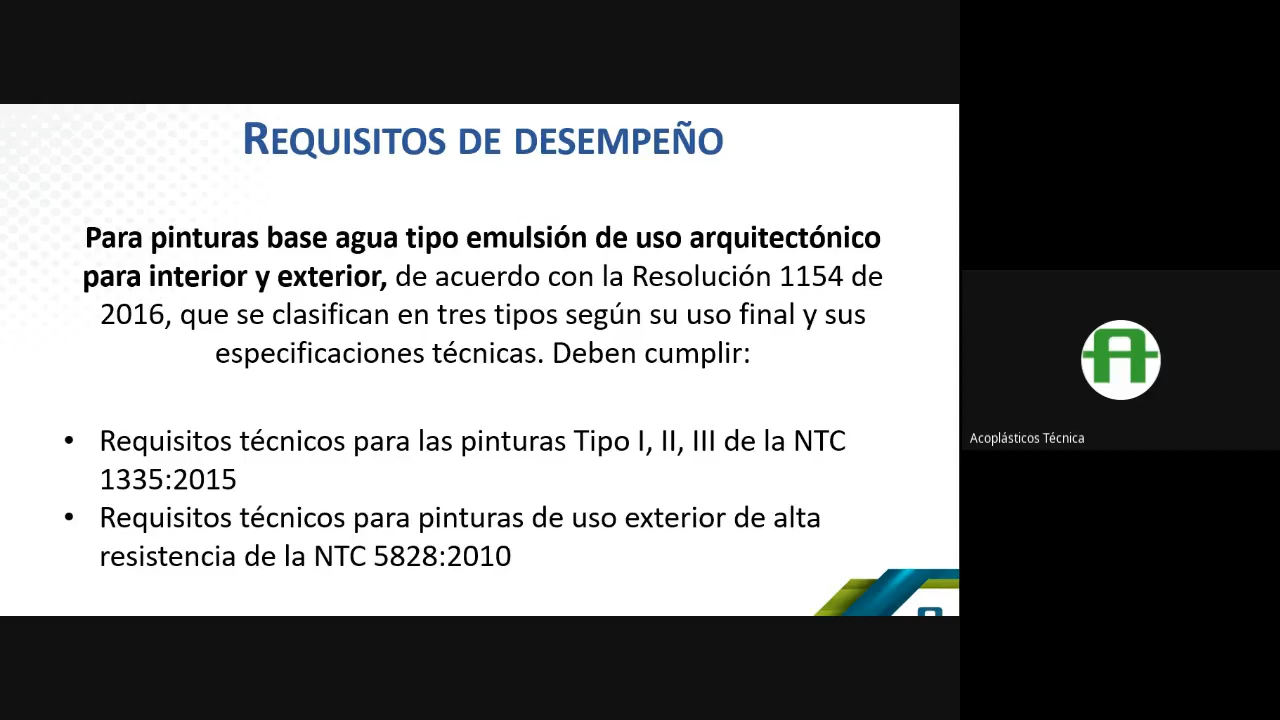 REQUISITOS DE DESEMPEÑO
Para pinturas base agua tipo emulsión de uso arquitectónico
para interior y exterior, de acuerdo con la Resolución 1154 de
2016, que se clasifican en tres tipos según su uso final y sus
especificaciones técnicas. Deben cumplir:
• Requisitos técnicos para las pinturas Tipo I, II, III de la NTC
1335:2015
• Requisitos técnicos para pinturas de uso exterior de alta
resistencia de la NTC 5828:2010
Acoplásticos Técnica